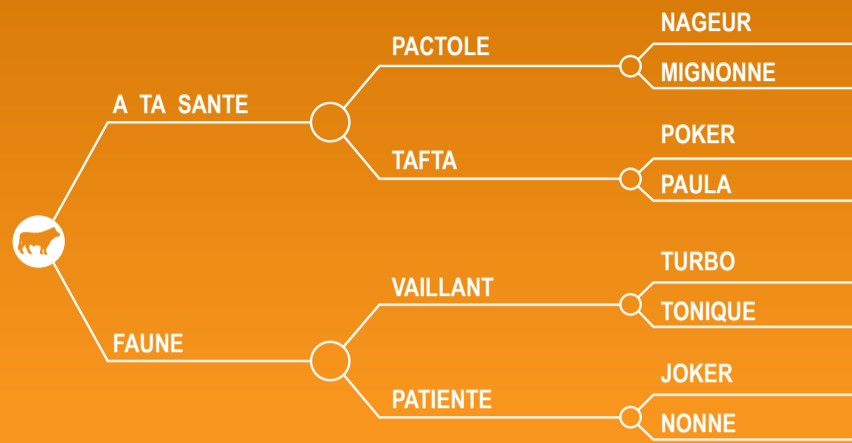 NAGEUR
PACTOLE
MIGNONNE
A TA SANTE
POKER
TAFTA
PAULA
TURBO
VAILLANT
TONIQUE
FAUNE
JOKER
PATIENTE
NONNE